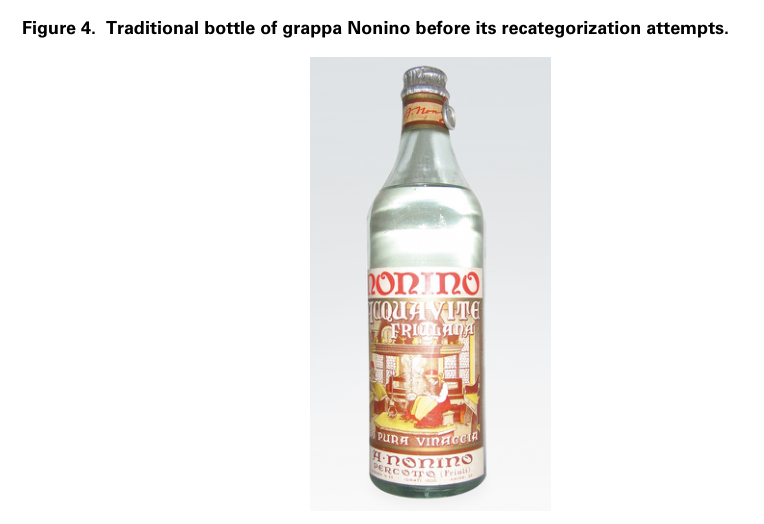 Figure 4. Traditional bottle of grappa Nonino before its recategorization attempts.
NONINO
ACQUAVITE
FRIULANA
PURA VINACCIA
A·NONINO
PERCOTO (Friuli)